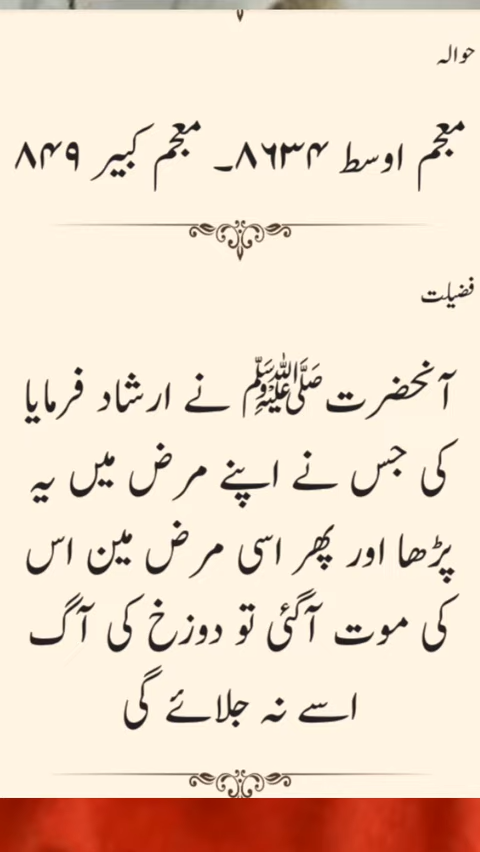 حوالہ
معجم اوسط ۸٦۳۴۔ معجم کبیر ۸۴۹
فضیلت
آنحضرت ﷺ نے ارشاد فرمایا
کی جس نے اپنے مرض میں یہ
پڑھا اور پھر اسی مرض مین اس
کی موت آگئی تو دوزخ کی آگ
اسے نہ جلائے گی